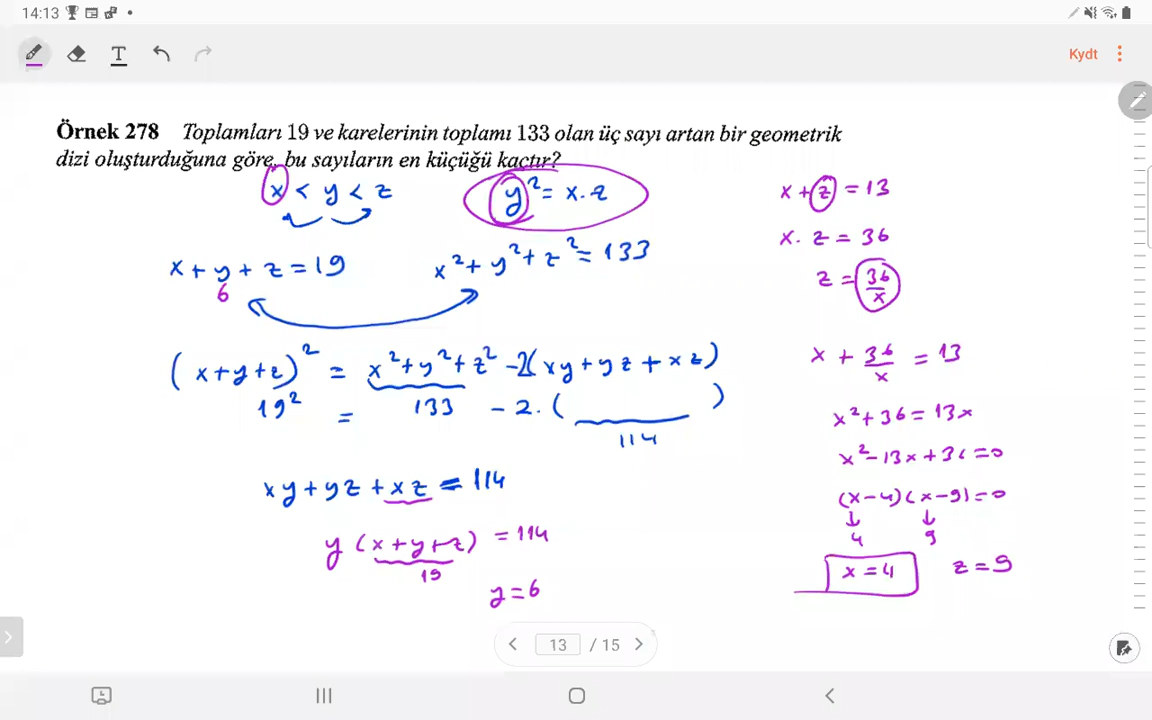 14:13
T
Kydt
Örnek 278 Toplamları 19 ve karelerinin toplamı 133 olan üç sayı artan bir geometrik
dizi oluşturduğuna göre, bu sayıların en küçüğü kaçtır?
x < y < z
y² = x.z
x + y + z = 19
6
x² + y² + z² = 133
(x+y+z)² = x² + y² + z² - 2(xy + yz + xz)
19² = 133 - 2.( )
114
xy + yz + xz = 114
y (x+y+z) = 114
19
y = 6
x + z = 13
x. z = 36
z = 36/x
x + 36/x = 13
x² + 36 = 13x
x² - 13x + 36 = 0
(x-4)(x-9) = 0
4 9
x = 4 z = 9
13 / 15